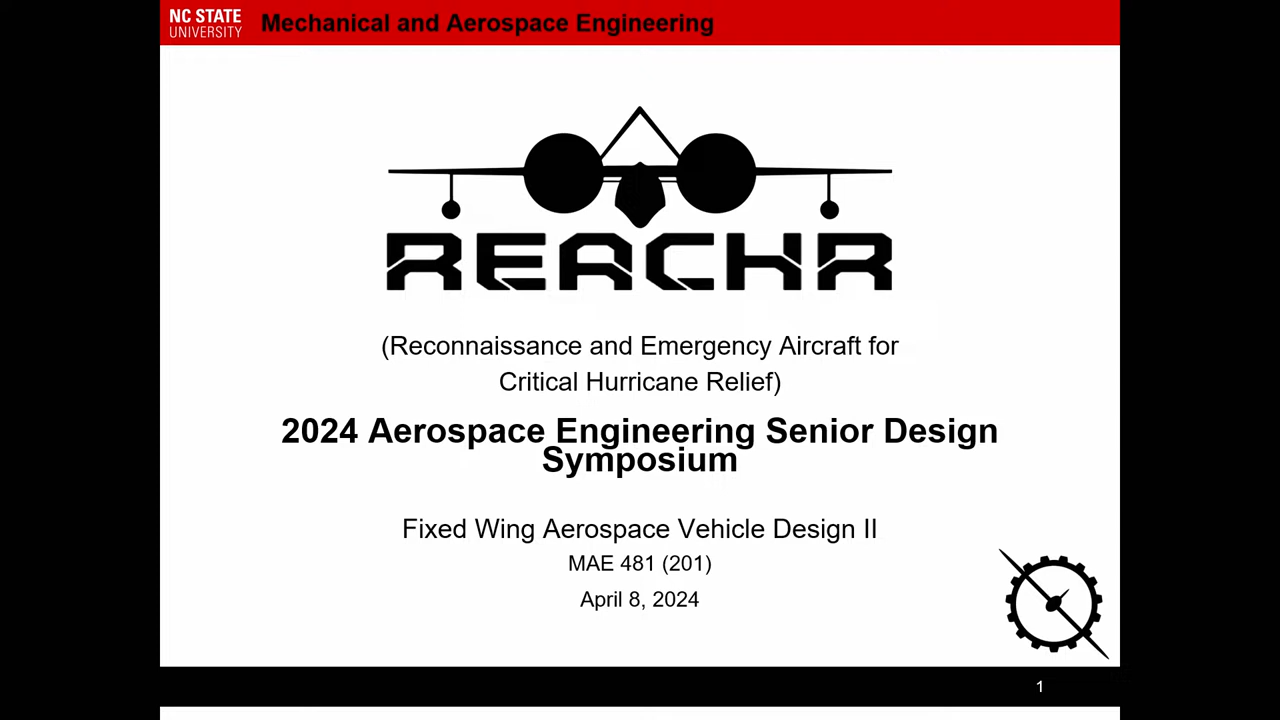 NC STATE
UNIVERSITY
Mechanical and Aerospace Engineering
REACHR
(Reconnaissance and Emergency Aircraft for
Critical Hurricane Relief)
2024 Aerospace Engineering Senior Design
Symposium
Fixed Wing Aerospace Vehicle Design II
MAE 481 (201)
April 8, 2024
1